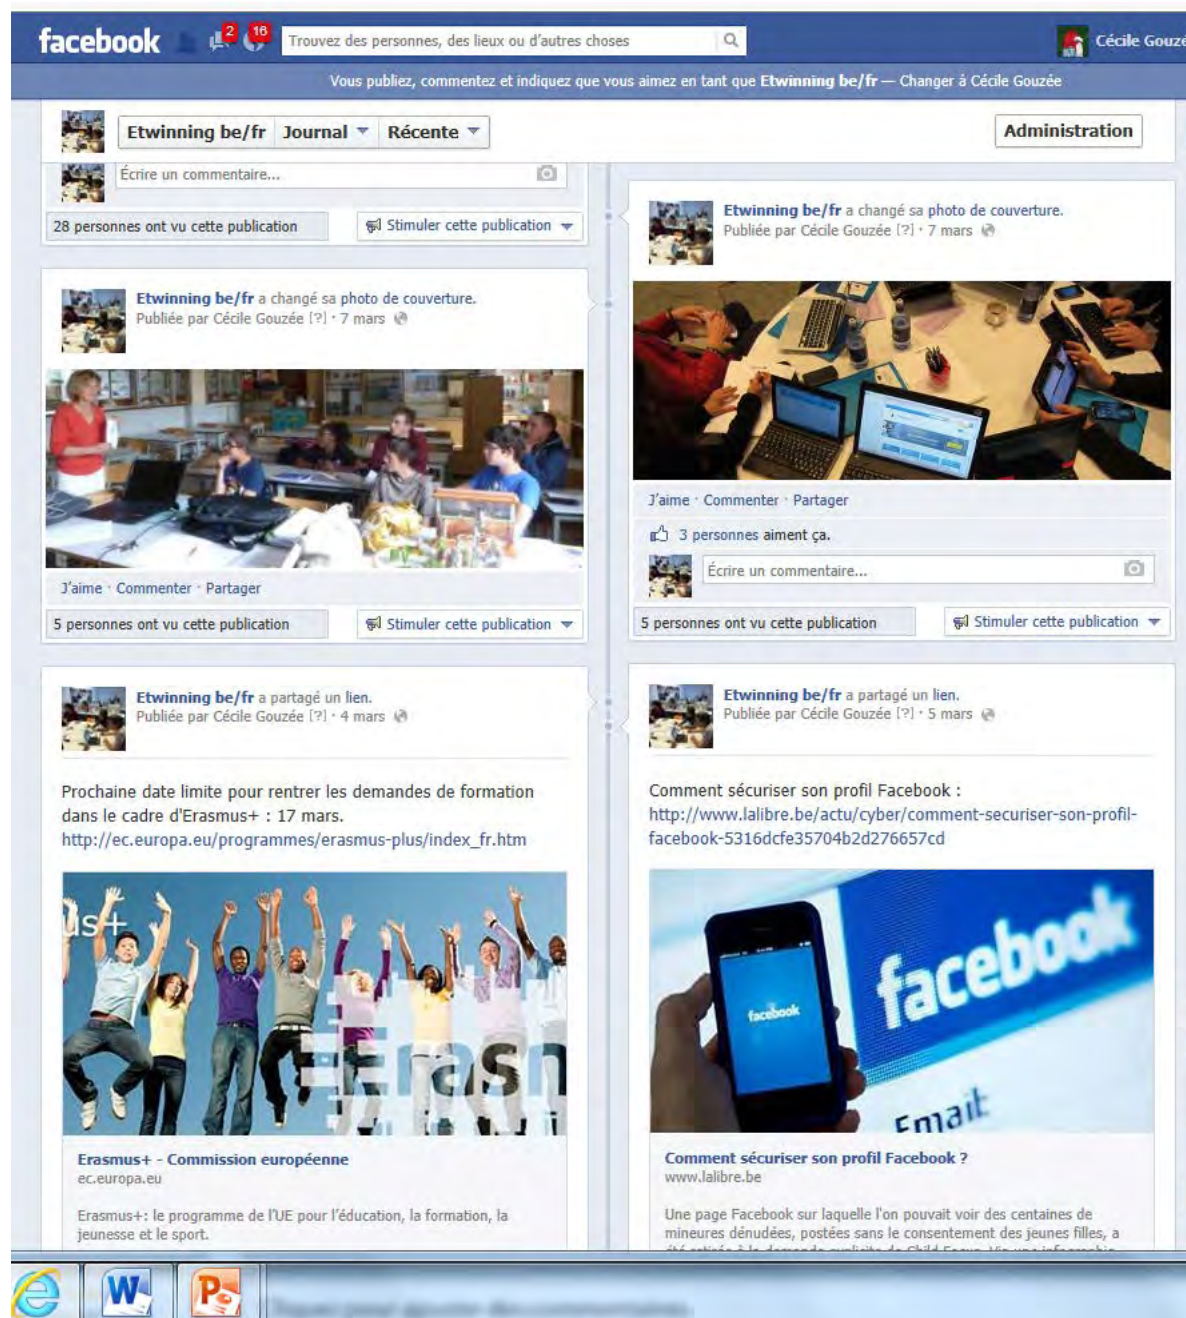 facebook
2
16
Trouvez des personnes, des lieux ou d'autres choses
Cécile Gouzé
Vous publiez, commentez et indiquez que vous aimez en tant que Etwinning be/fr — Changer à Cécile Gouzée
Etwinning be/fr
Journal
Récente
Administration
Écrire un commentaire...
28 personnes ont vu cette publication
Stimuler cette publication
Etwinning be/fr a changé sa photo de couverture.
Publiée par Cécile Gouzée [?] · 7 mars
J'aime · Commenter · Partager
5 personnes ont vu cette publication
Stimuler cette publication
Etwinning be/fr a partagé un lien.
Publiée par Cécile Gouzée [?] · 4 mars
Prochaine date limite pour rentrer les demandes de formation
dans le cadre d'Erasmus+ : 17 mars.
http://ec.europa.eu/programmes/erasmus-plus/index_fr.htm
us+
Erasm
Erasmus+ - Commission européenne
ec.europa.eu
Erasmus+: le programme de l'UE pour l'éducation, la formation, la
jeunesse et le sport.
Etwinning be/fr a changé sa photo de couverture.
Publiée par Cécile Gouzée [?] · 7 mars
J'aime · Commenter · Partager
3 personnes aiment ça.
Écrire un commentaire...
5 personnes ont vu cette publication
Stimuler cette publication
Etwinning be/fr a partagé un lien.
Publiée par Cécile Gouzée [?] · 5 mars
Comment sécuriser son profil Facebook :
http://www.lalibre.be/actu/cyber/comment-securiser-son-profil-
facebook-5316dcfe35704b2d276657cd
facebook
facebook
Email
Comment sécuriser son profil Facebook ?
www.lalibre.be
Une page Facebook sur laquelle l'on pouvait voir des centaines de
mineures dénudées, postées sans le consentement des jeunes filles, a